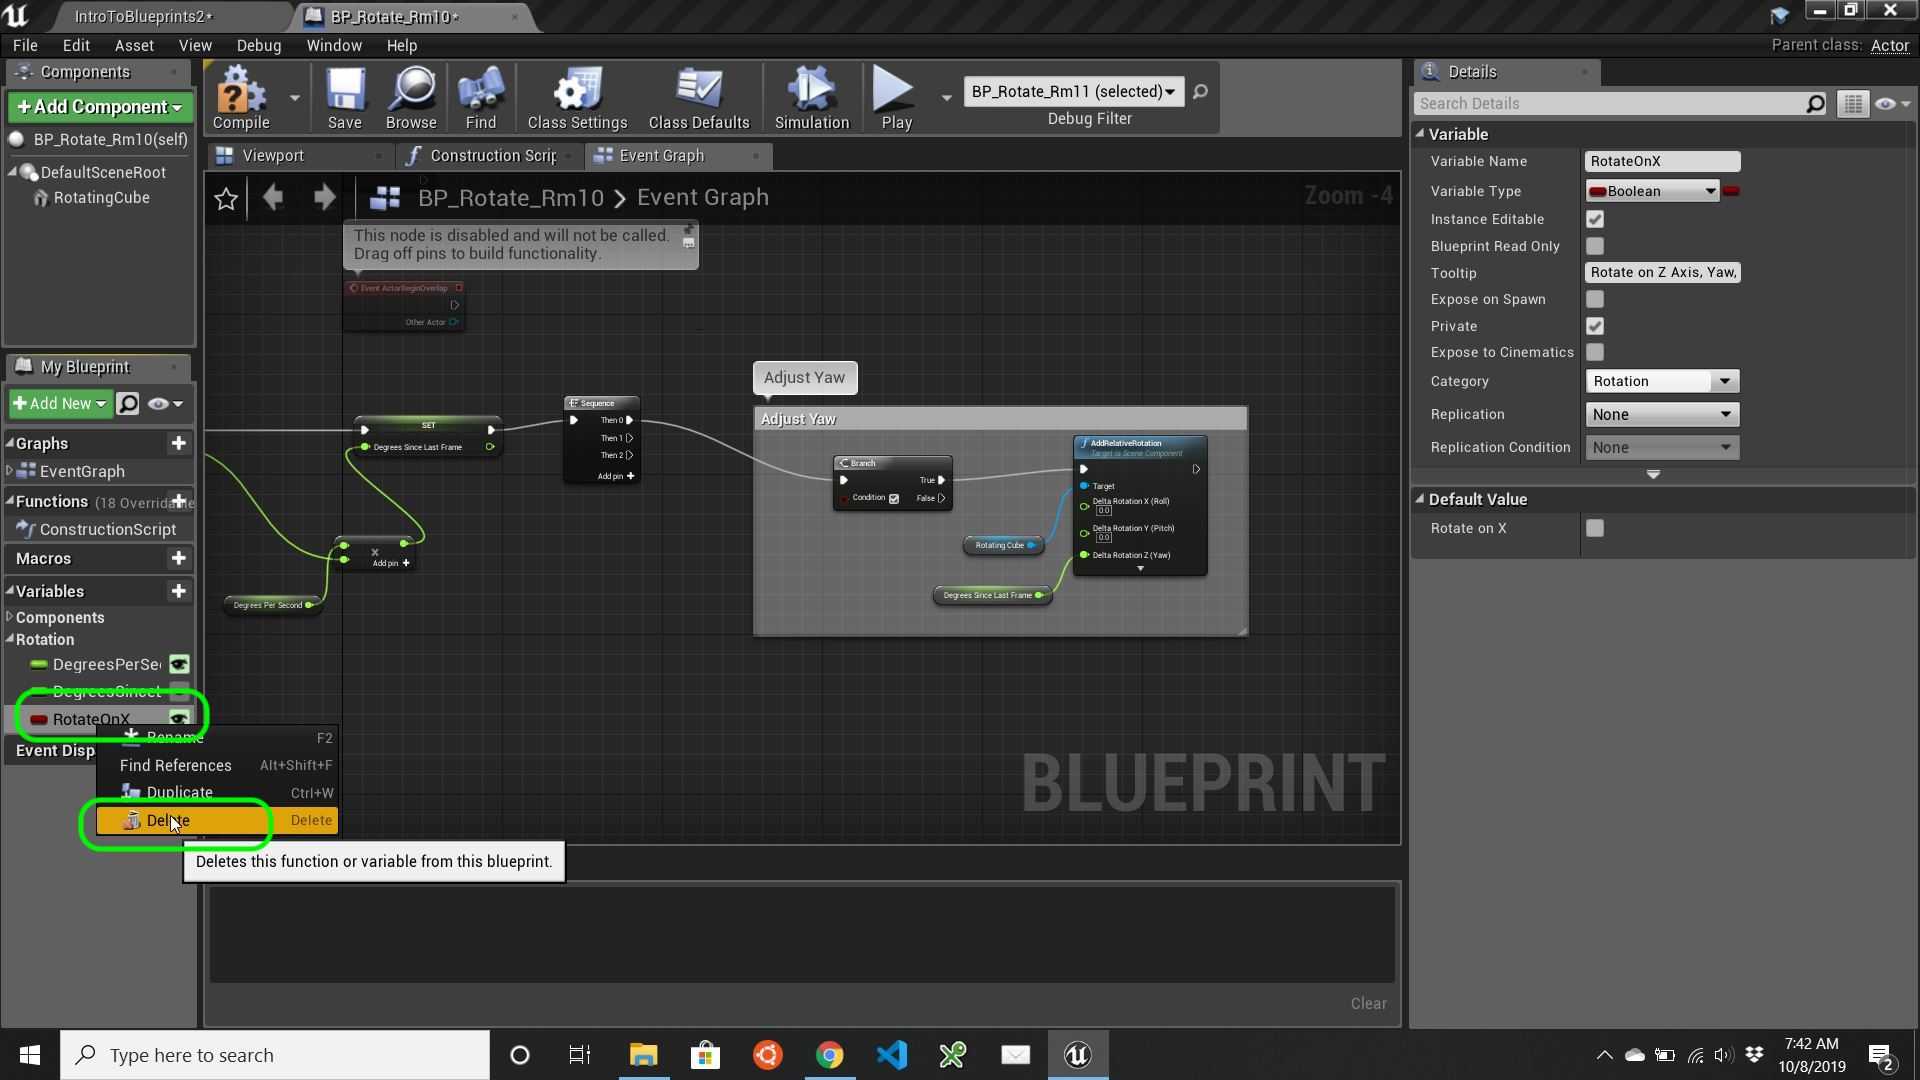 IntroToBlueprints2*
BP_Rotate_Rm10*
File Edit Asset View Debug Window Help
Parent class: Actor
Components
Add Component
BP_Rotate_Rm10(self)
DefaultSceneRoot
RotatingCube
Compile
Save
Browse
Find
Class Settings
Class Defaults
Simulation
Play
BP_Rotate_Rm11 (selected)
Debug Filter
Viewport
Construction Scrip
Event Graph
BP_Rotate_Rm10 > Event Graph
Zoom -4
This node is disabled and will not be called.
Drag off pins to build functionality.
Event ActorBeginOverlap
Other Actor
SET
Degrees Since Last Frame
Sequence
Then 0
Then 1
Then 2
Add pin +
Adjust Yaw
Adjust Yaw
Branch
True
Condition
False
AddRelativeRotation
Target is Scene Component
Target
Delta Rotation X (Roll)
0.0
Delta Rotation Y (Pitch)
0.0
Delta Rotation Z (Yaw)
Rotating Cube
Degrees Since Last Frame
X
Add pin +
Degrees Per Second
BLUEPRINT
My Blueprint
+ Add New
Graphs
EventGraph
Functions (18 Overridable
ConstructionScript
Macros
Variables
Components
Rotation
DegreesPerSec
DegreesSinceL
RotateOnX
Event Disp
Rename F2
Find References Alt+Shift+F
Duplicate Ctrl+W
Delete Delete
Deletes this function or variable from this blueprint.
Clear
Details
Search Details
Variable
Variable Name RotateOnX
Variable Type Boolean
Instance Editable
Blueprint Read Only
Tooltip Rotate on Z Axis, Yaw,
Expose on Spawn
Private
Expose to Cinematics
Category Rotation
Replication None
Replication Condition None
Default Value
Rotate on X
Type here to search
7:42 AM
10/8/2019
2